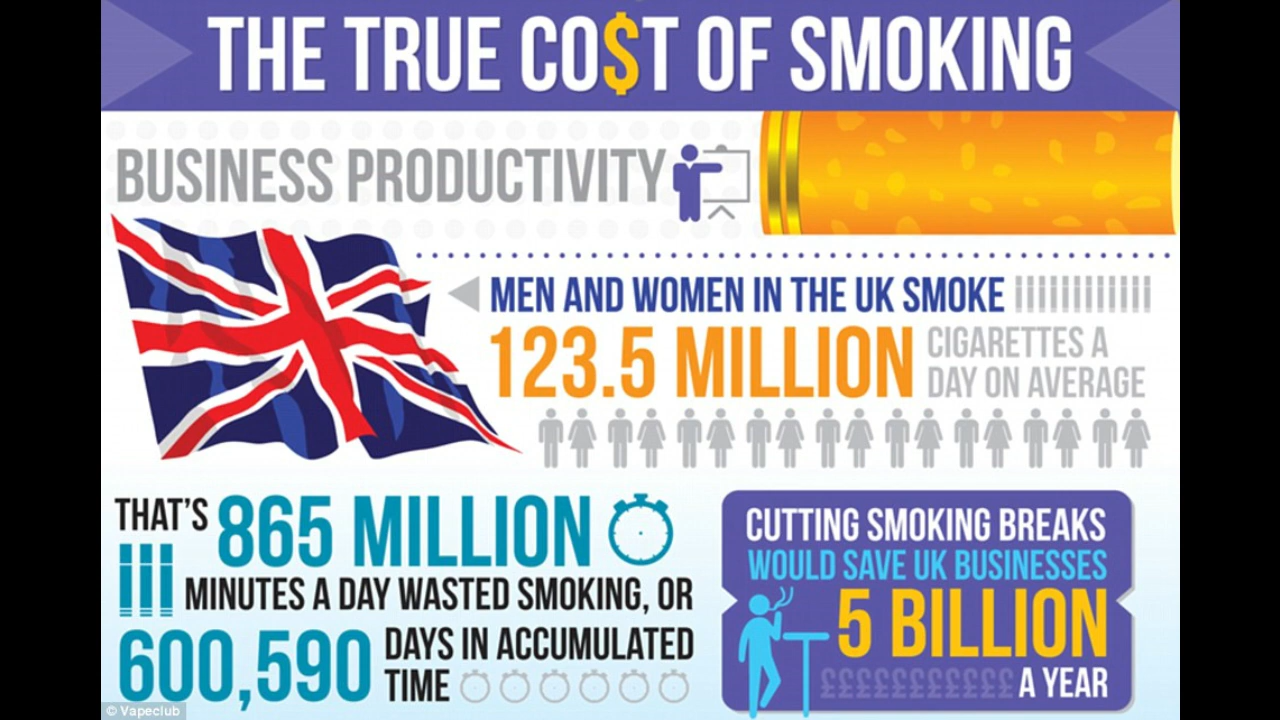 THE TRUE CO$T OF SMOKING
BUSINESS PRODUCTIVITY
MEN AND WOMEN IN THE UK SMOKE
123.5 MILLION
CIGARETTES A
DAY ON AVERAGE
THAT'S 865 MILLION
MINUTES A DAY WASTED SMOKING, OR
600,590
DAYS IN ACCUMULATED
TIME
CUTTING SMOKING BREAKS
WOULD SAVE UK BUSINESSES
5 BILLION
£££££££££££ A YEAR
© Vapeclub